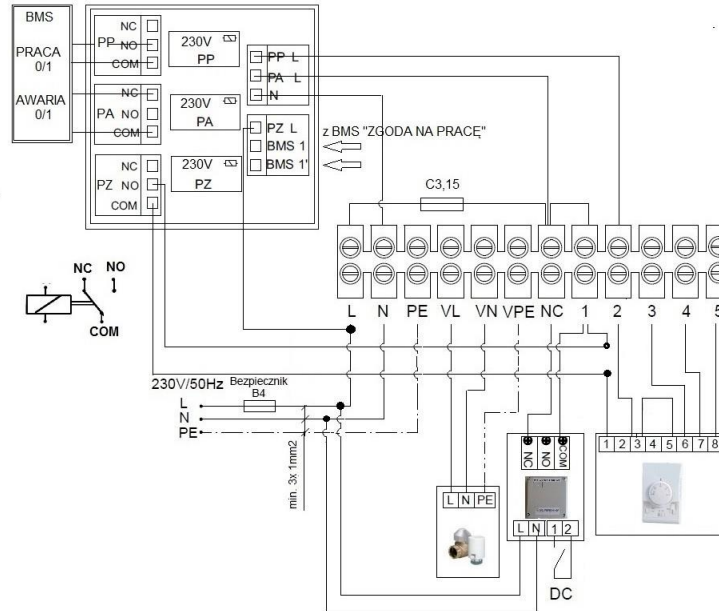 BMS
PRACA
0/1
AWARIA
0/1
NC
PP NO
COM
NC
PA NO
COM
NC
PZ NO
COM
230V
PP
230V
PA
230V
PZ
PP L
PA L
N
PZ L
BMS 1
BMS 1'
z BMS "ZGODA NA PRACĘ"
C3,15
NC NO
COM
L N PE VL VN VPE NC 1 2 3 4 5
230V/50Hz
Bezpiecznik
B4
L
N
PE
min. 3x 1mm2
NC NO COM
L N PE
L N 1 2
DC
1 2 3 4 5 6 7 8